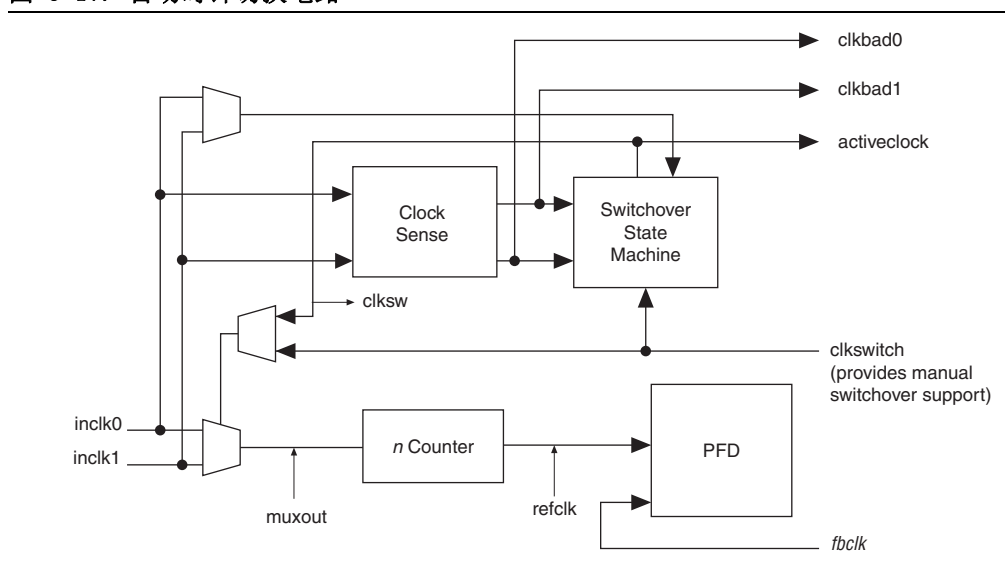 clkbad0
clkbad1
activeclock
Clock
Sense
Switchover
State
Machine
clksw
clkswitch
(provides manual
switchover support)
inclk0
inclk1
n Counter
PFD
muxout
refclk
fbclk